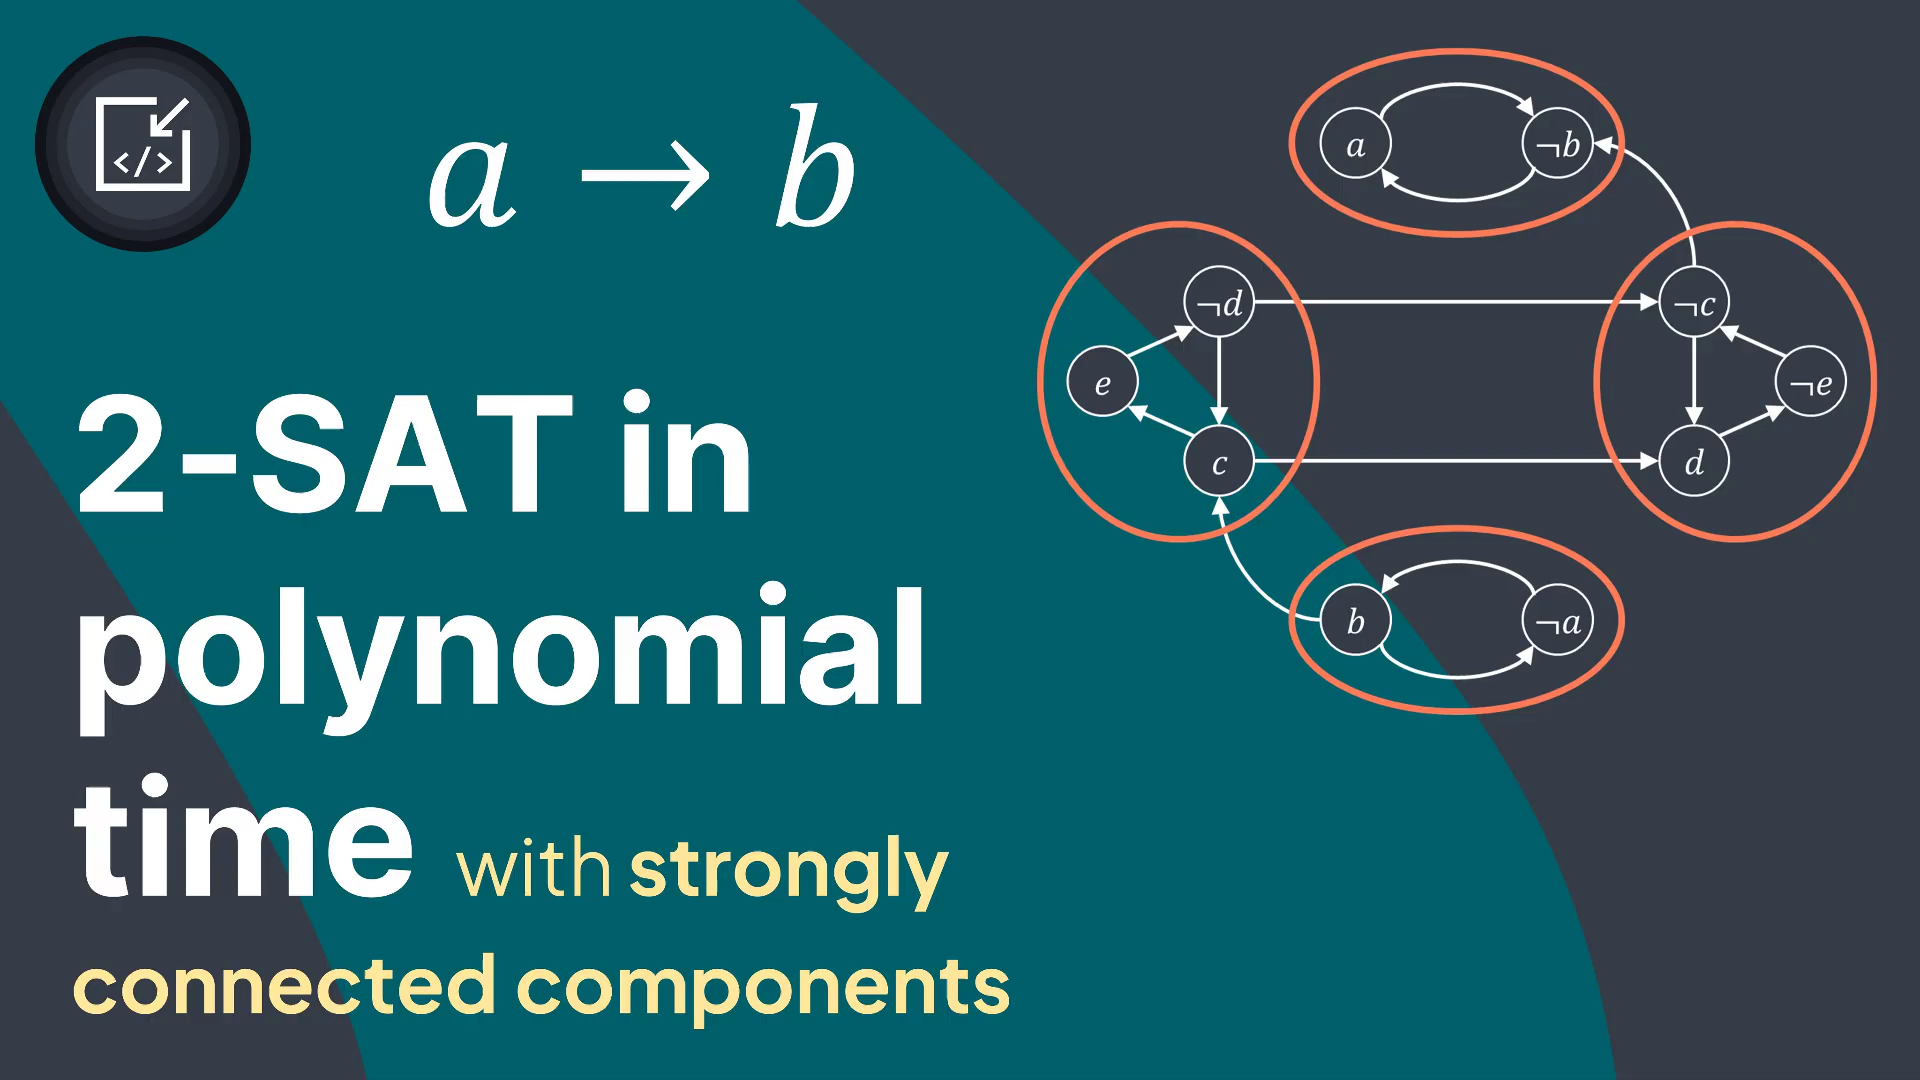 </>
a → b
2-SAT in
polynomial
time with strongly
connected components
a
¬b
¬d
¬c
e
¬e
c
d
b
¬a